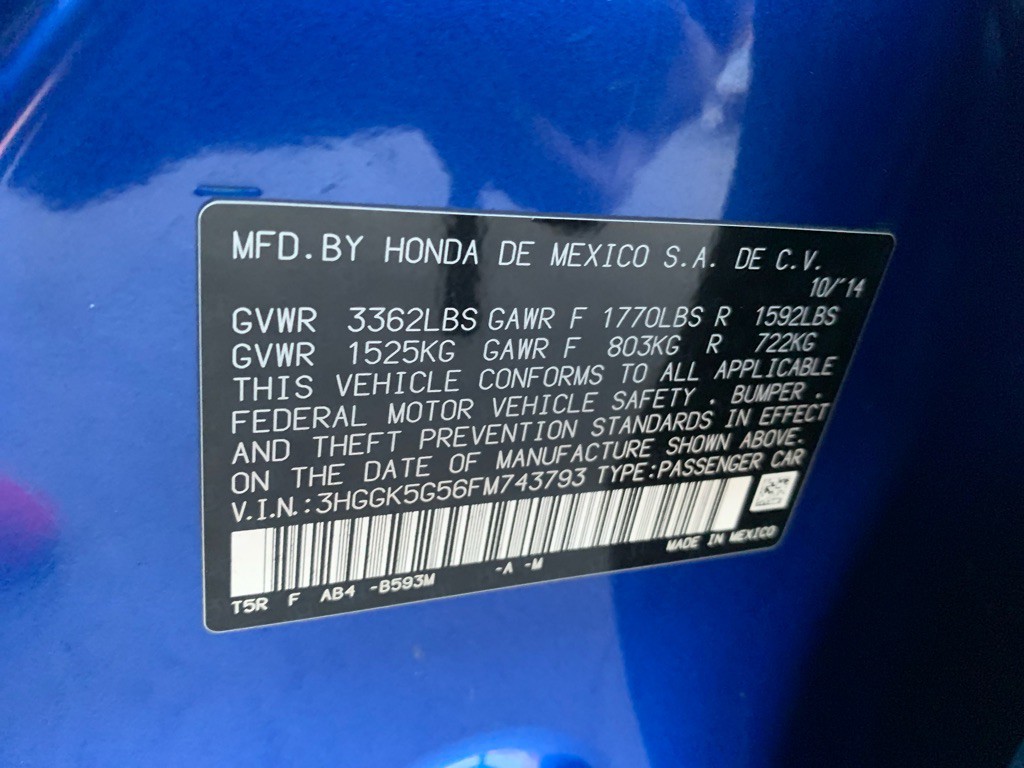 MFD.BY HONDA DE MEXICO S.A. DE C.V.
10/'14
GVWR 3362LBS GAWR F 1770LBS R 1592LBS
GVWR 1525KG GAWR F 803KG R 722KG
THIS VEHICLE CONFORMS TO ALL APPLICABLE
FEDERAL MOTOR VEHICLE SAFETY . BUMPER .
AND THEFT PREVENTION STANDARDS IN EFFECT
ON THE DATE OF MANUFACTURE SHOWN ABOVE.
V.I.N.:3HGGK5G56FM743793 TYPE:PASSENGER CAR
MADE IN MEXICO
T5R F AB4 -B593M -A -M